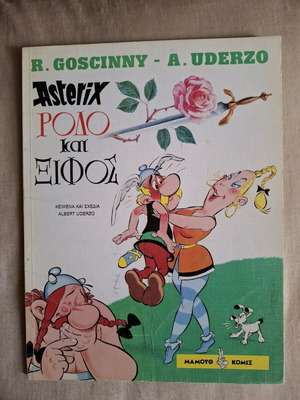 R. GOSCINNY - A. UDERZO
Asterix
ΡΟΔΟ
και
ΞΙΦΟΣ
ΚΕΙΜΕΝΑ ΚΑΙ ΣΧΕΔΙΑ
ALBERT UDERZO
ΜΑΜΟΥΘ ΚΟΜΙΞ